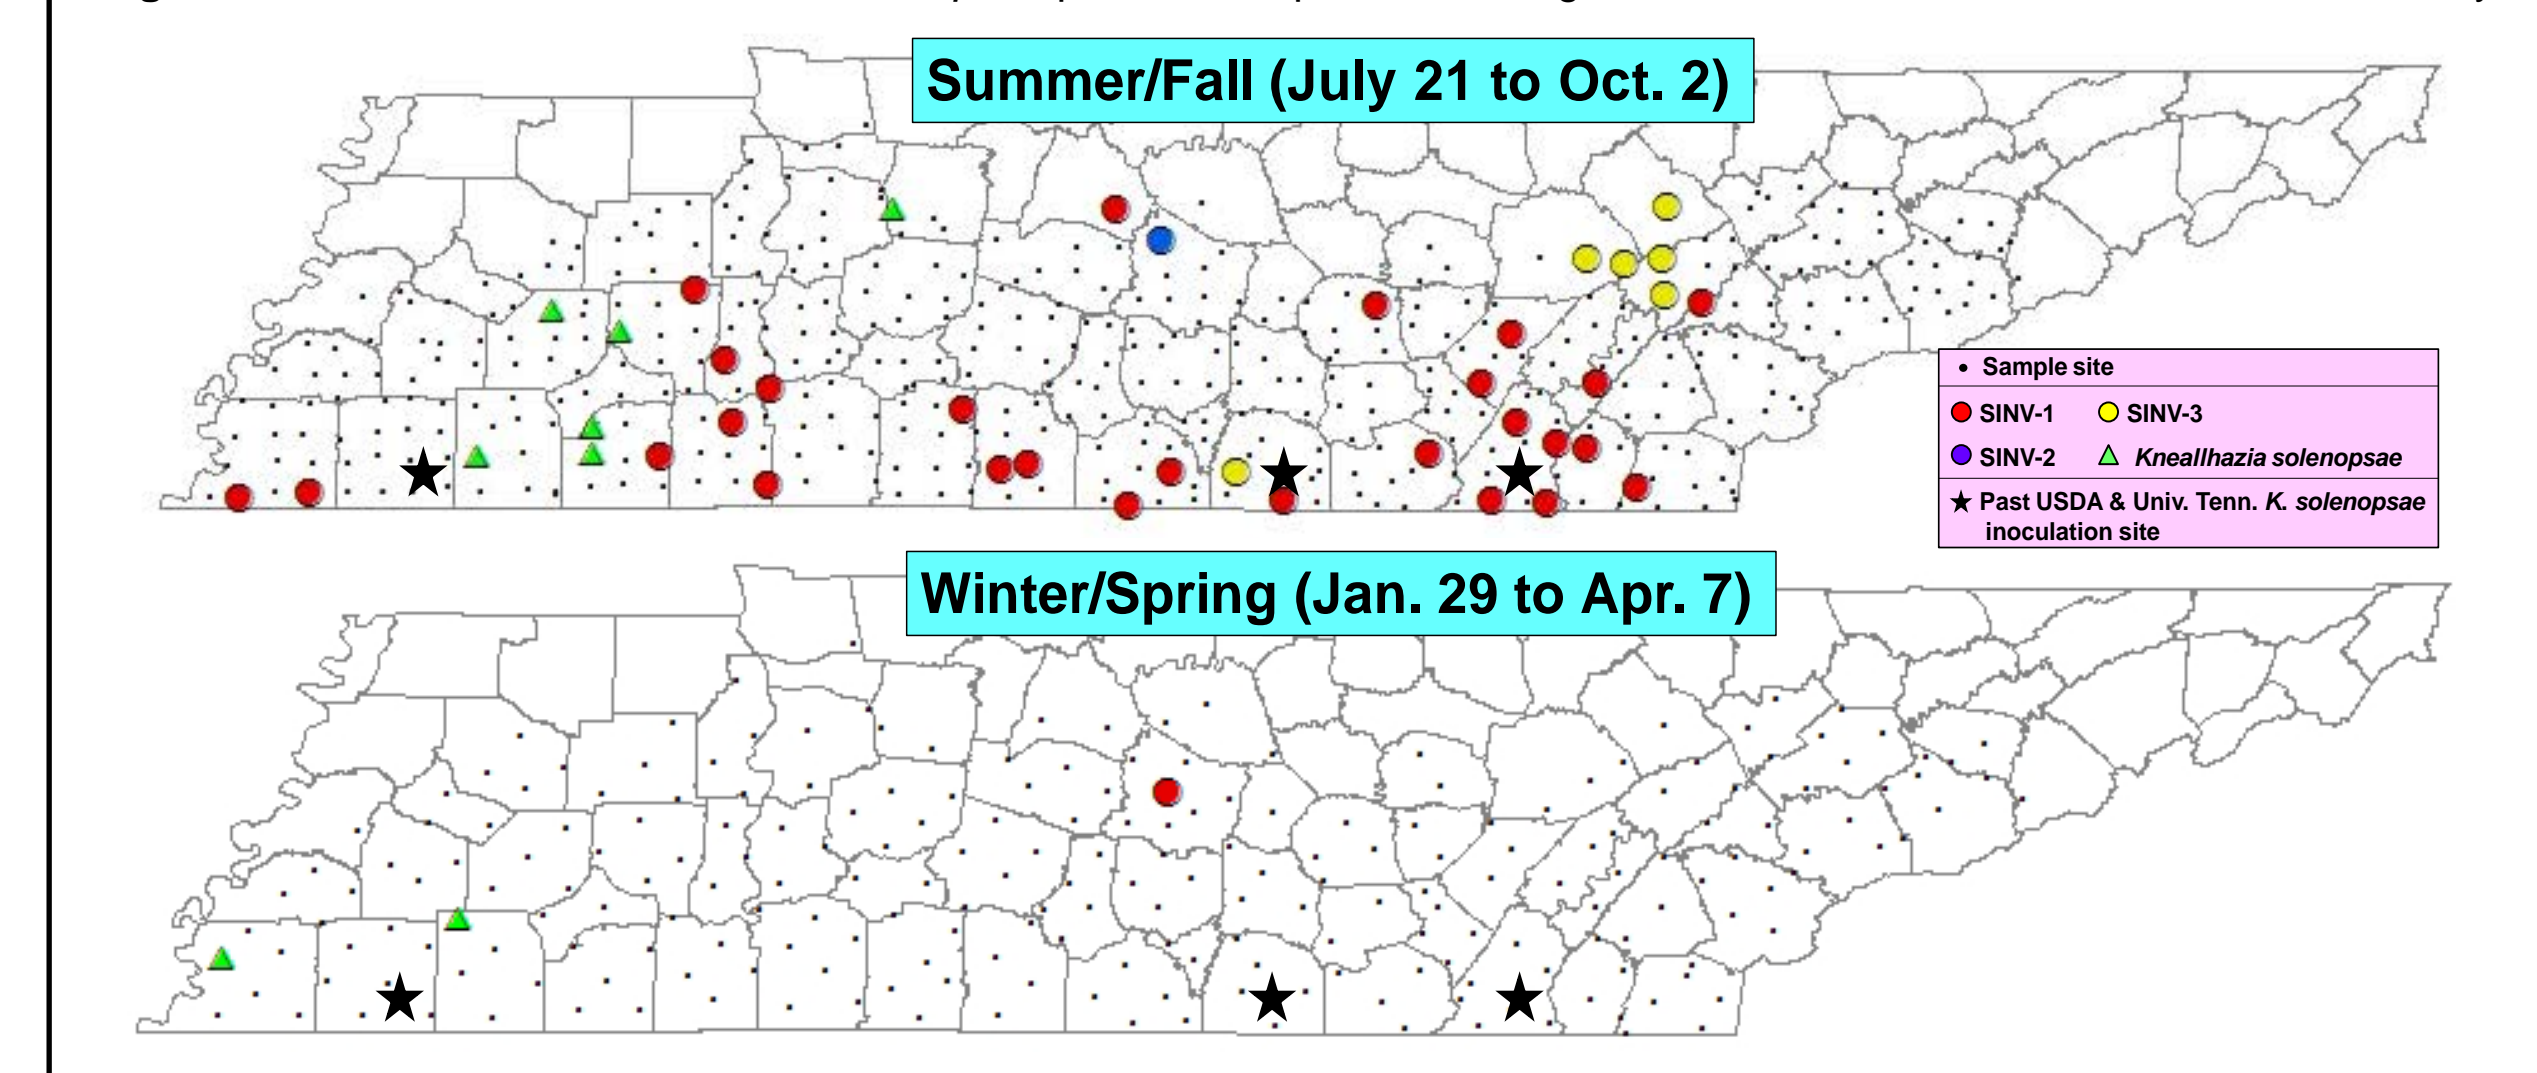 Summer/Fall (July 21 to Oct. 2)
Sample site
SINV-1 SINV-3
SINV-2 Kneallhazia solenopsae
Past USDA & Univ. Tenn. K. solenopsae
inoculation site
Winter/Spring (Jan. 29 to Apr. 7)